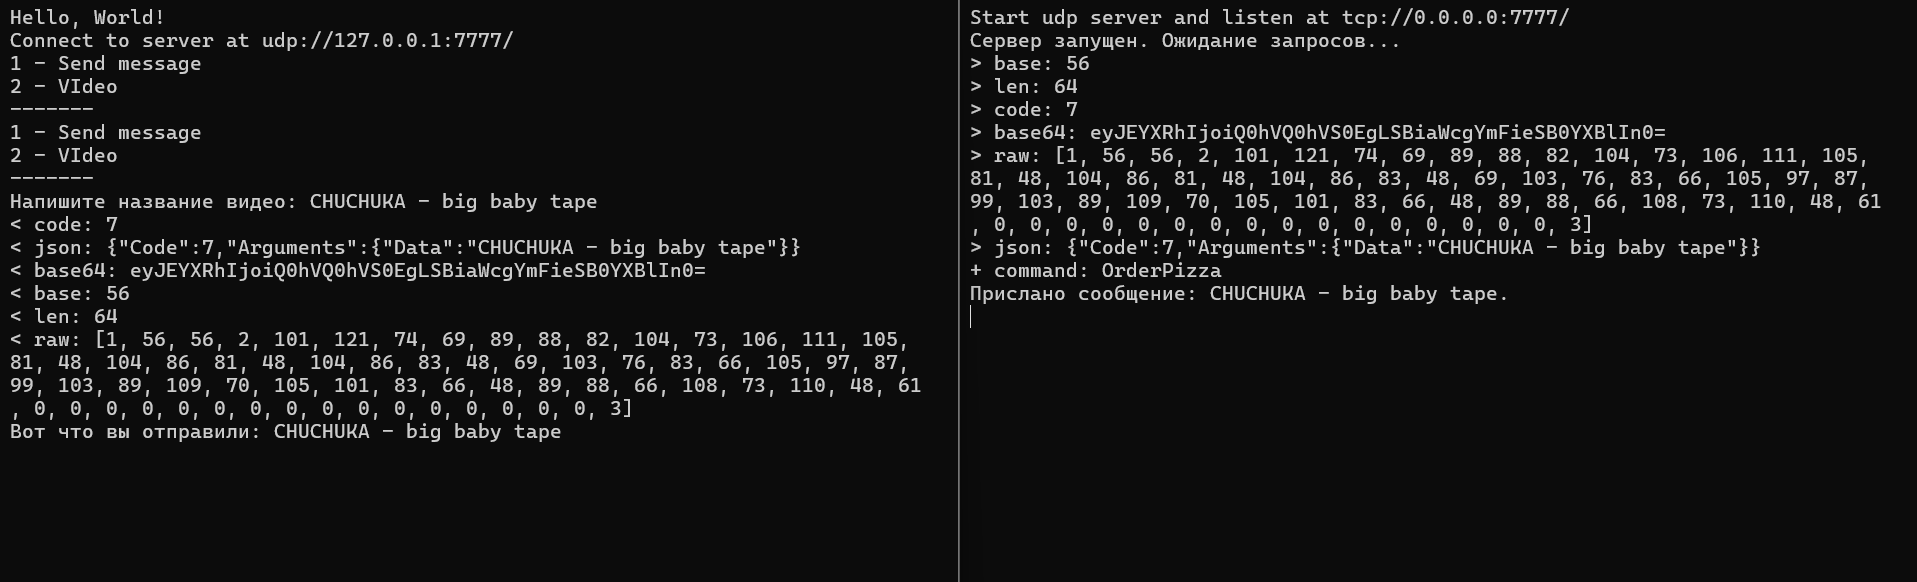 Hello, World!
Connect to server at udp://127.0.0.1:7777/
1 - Send message
2 - VIdeo
-------
1 - Send message
2 - VIdeo
-------
Напишите название видео: CHUCHUKA - big baby tape
< code: 7
< json: {"Code":7,"Arguments":{"Data":"CHUCHUKA - big baby tape"}}
< base64: eyJEYXRhIjoiQ0hVQ0hVS0EgLSBiaWcgYmFieSB0YXBlIn0=
< base: 56
< len: 64
< raw: [1, 56, 56, 2, 101, 121, 74, 69, 89, 88, 82, 104, 73, 106, 111, 105,
81, 48, 104, 86, 81, 48, 104, 86, 83, 48, 69, 103, 76, 83, 66, 105, 97, 87,
99, 103, 89, 109, 70, 105, 101, 83, 66, 48, 89, 88, 66, 108, 73, 110, 48, 61
, 0, 0, 0, 0, 0, 0, 0, 0, 0, 0, 0, 0, 0, 0, 0, 0, 3]
Вот что вы отправили: CHUCHUKA - big baby tape
Start udp server and listen at tcp://0.0.0.0:7777/
Сервер запущен. Ожидание запросов...
> base: 56
> len: 64
> code: 7
> base64: eyJEYXRhIjoiQ0hVQ0hVS0EgLSBiaWcgYmFieSB0YXBlIn0=
> raw: [1, 56, 56, 2, 101, 121, 74, 69, 89, 88, 82, 104, 73, 106, 111, 105,
81, 48, 104, 86, 81, 48, 104, 86, 83, 48, 69, 103, 76, 83, 66, 105, 97, 87,
99, 103, 89, 109, 70, 105, 101, 83, 66, 48, 89, 88, 66, 108, 73, 110, 48, 61
, 0, 0, 0, 0, 0, 0, 0, 0, 0, 0, 0, 0, 0, 0, 0, 0, 3]
> json: {"Code":7,"Arguments":{"Data":"CHUCHUKA - big baby tape"}}
+ command: OrderPizza
Прислано сообщение: CHUCHUKA - big baby tape.